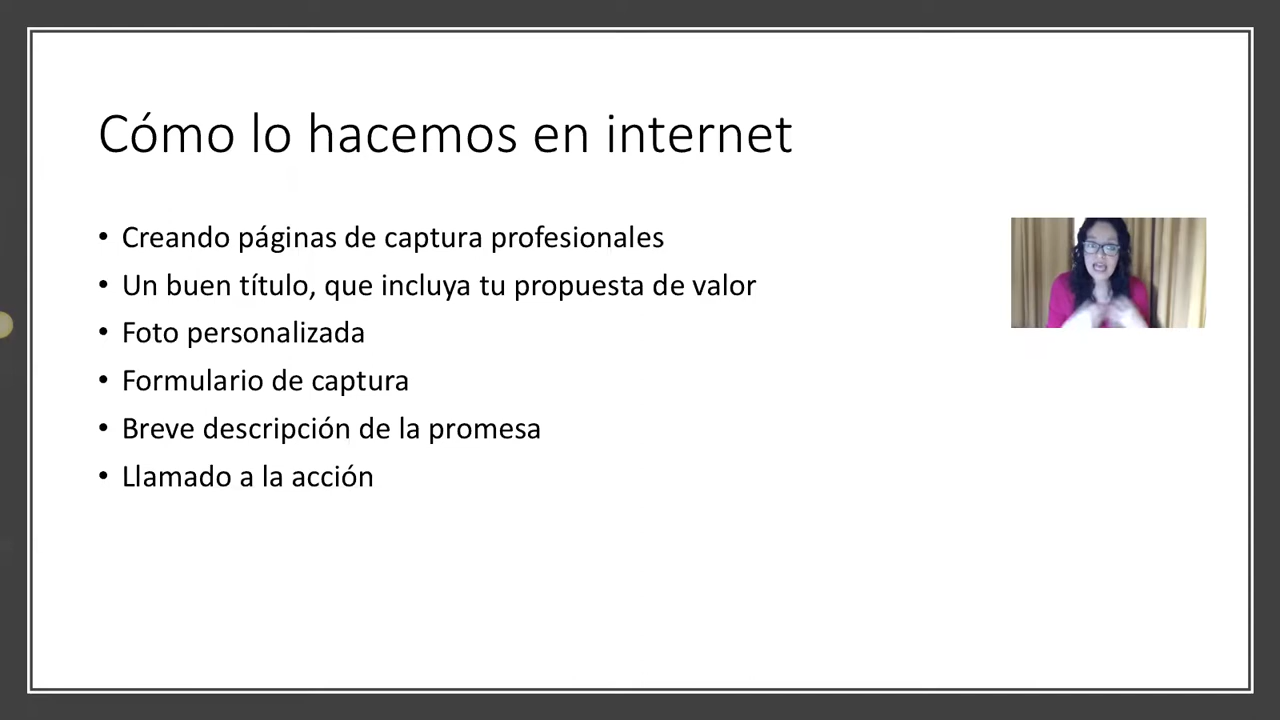 Cómo lo hacemos en internet
• Creando páginas de captura profesionales
• Un buen título, que incluya tu propuesta de valor
• Foto personalizada
• Formulario de captura
• Breve descripción de la promesa
• Llamado a la acción